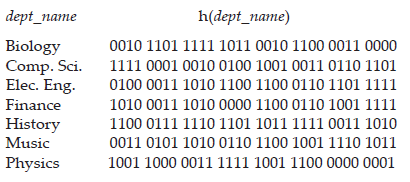 dept_name h(dept_name)
Biology 0010 1101 1111 1011 0010 1100 0011 0000
Comp. Sci. 1111 0001 0010 0100 1001 0011 0110 1101
Elec. Eng. 0100 0011 1010 1100 1100 0110 1101 1111
Finance 1010 0011 1010 0000 1100 0110 1001 1111
History 1100 0111 1110 1101 1011 1111 0011 1010
Music 0011 0101 1010 0110 1100 1001 1110 1011
Physics 1001 1000 0011 1111 1001 1100 0000 0001